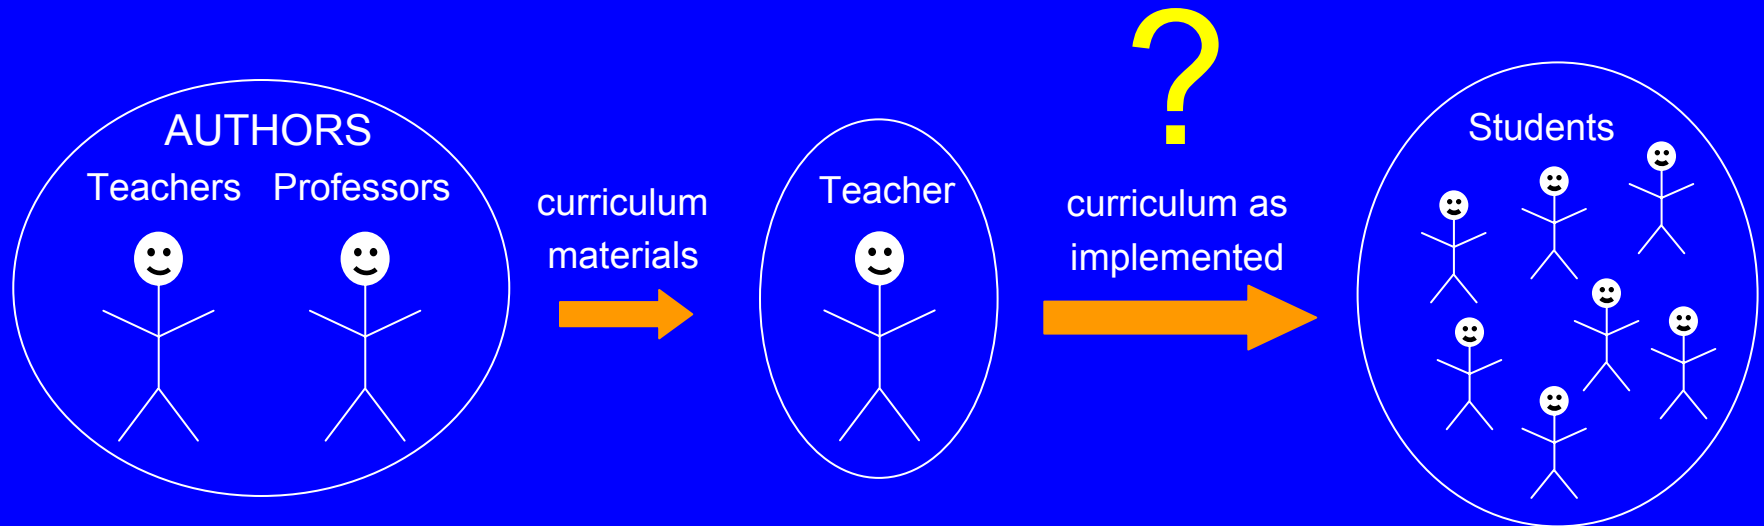 AUTHORS
Teachers Professors
curriculum
materials
Teacher
?
curriculum as
implemented
Students